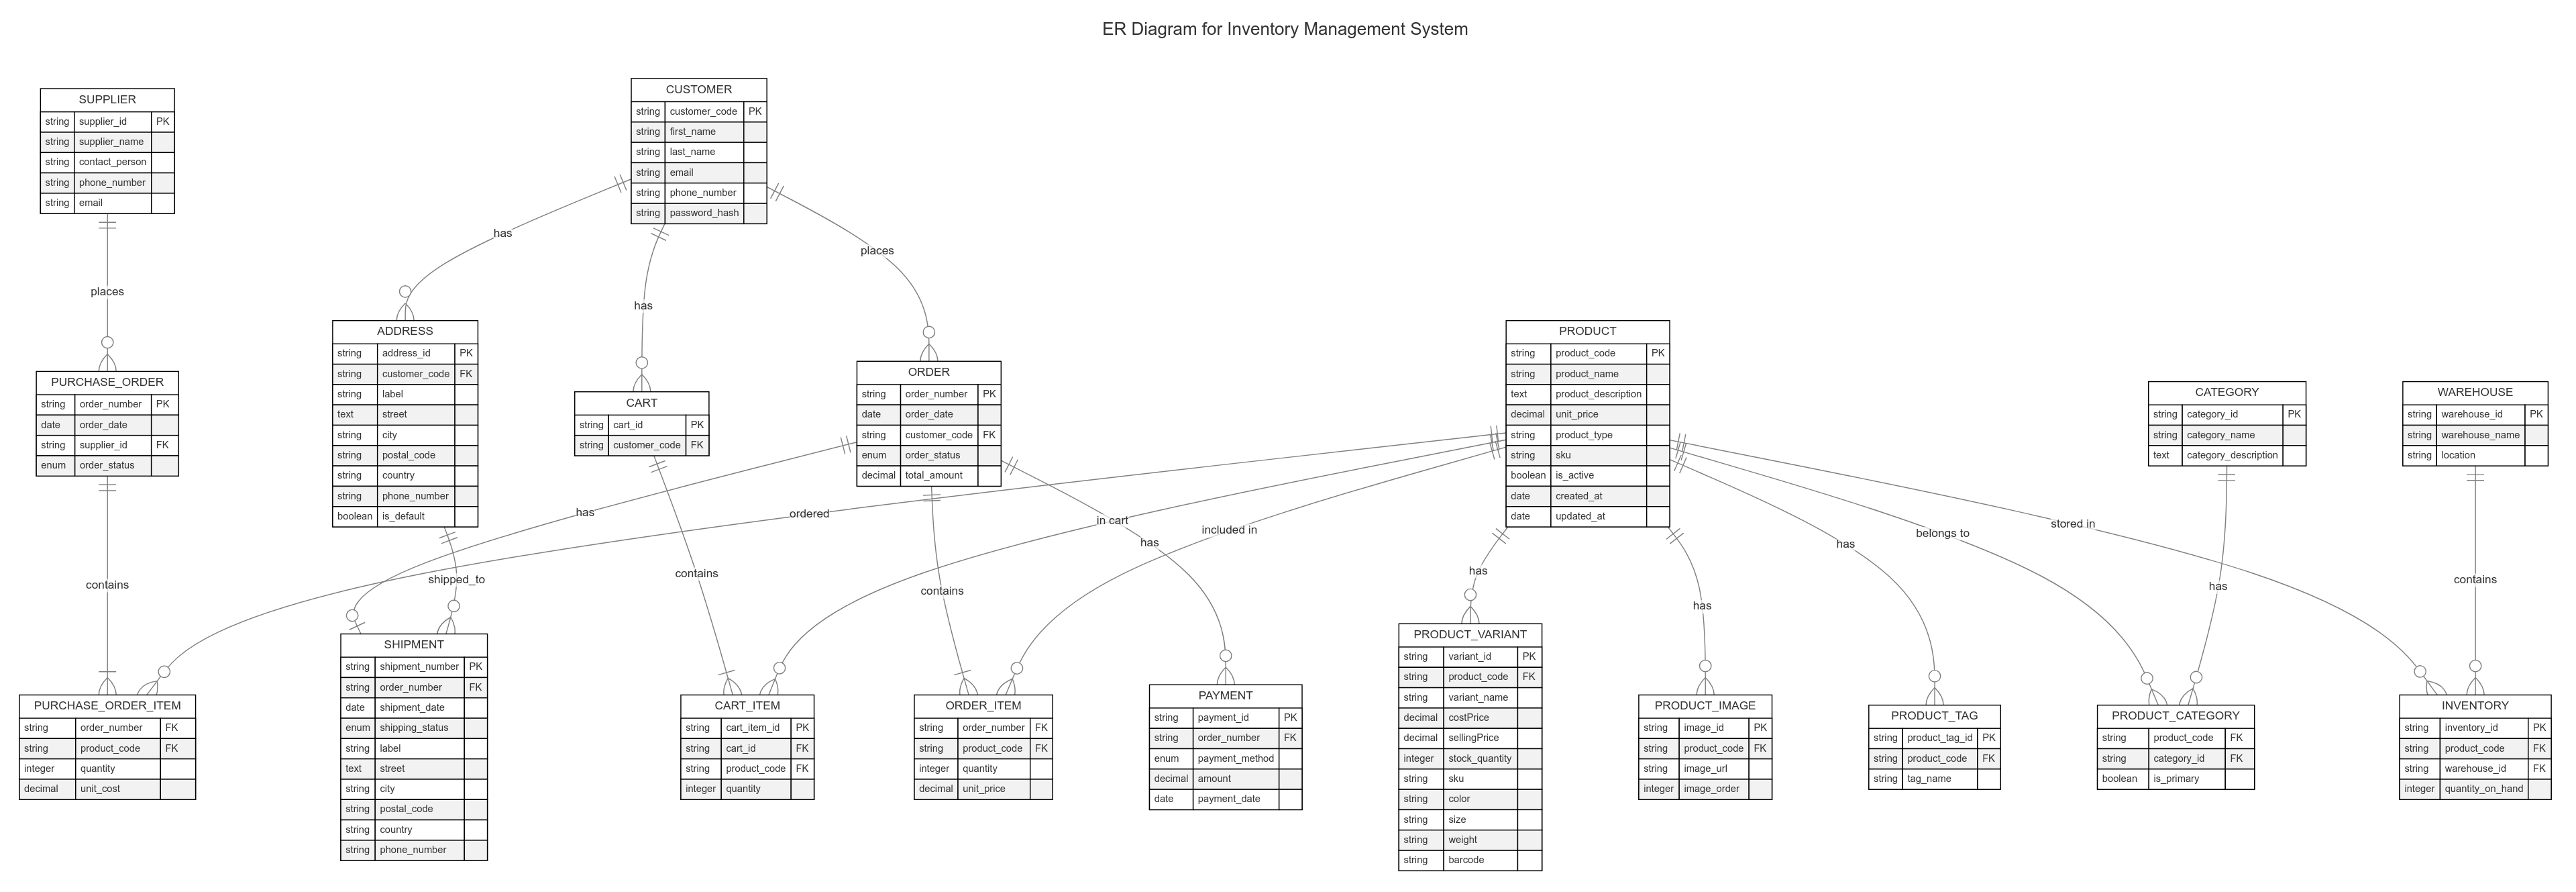 ER Diagram for Inventory Management System
SUPPLIER
string supplier_id PK
string supplier_name
string contact_person
string phone_number
string email
CUSTOMER
string customer_code PK
string first_name
string last_name
string email
string phone_number
string password_hash
has
places
places
has
ADDRESS
string address_id PK
string customer_code FK
string label
text street
string city
string postal_code
string country
string phone_number
boolean is_default
PRODUCT
string product_code PK
string product_name
text product_description
decimal unit_price
string product_type
string sku
boolean is_active
date created_at
date updated_at
PURCHASE_ORDER
string order_number PK
date order_date
string supplier_id FK
enum order_status
ORDER
string order_number PK
date order_date
string customer_code FK
enum order_status
decimal total_amount
CART
string cart_id PK
string customer_code FK
CATEGORY
string category_id PK
string category_name
text category_description
WAREHOUSE
string warehouse_id PK
string warehouse_name
string location
has
ordered
in cart
included in
stored in
belongs to
has
has
has
contains
shipped_to
contains
contains
has
has
contains
SHIPMENT
string shipment_number PK
string order_number FK
date shipment_date
enum shipping_status
string label
text street
string city
string postal_code
string country
string phone_number
PRODUCT_VARIANT
string variant_id PK
string product_code FK
string variant_name
decimal costPrice
decimal sellingPrice
integer stock_quantity
string sku
string color
string size
string weight
string barcode
PURCHASE_ORDER_ITEM
string order_number FK
string product_code FK
integer quantity
decimal unit_cost
CART_ITEM
string cart_item_id PK
string cart_id FK
string product_code FK
integer quantity
ORDER_ITEM
string order_number FK
string product_code FK
integer quantity
decimal unit_price
PAYMENT
string payment_id PK
string order_number FK
enum payment_method
decimal amount
date payment_date
PRODUCT_IMAGE
string image_id PK
string product_code FK
string image_url
integer image_order
PRODUCT_TAG
string product_tag_id PK
string product_code FK
string tag_name
PRODUCT_CATEGORY
string product_code FK
string category_id FK
boolean is_primary
INVENTORY
string inventory_id PK
string product_code FK
string warehouse_id FK
integer quantity_on_hand